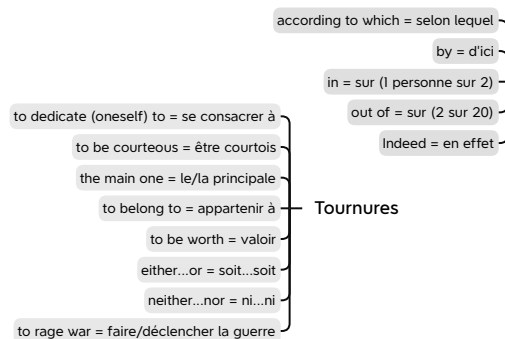 according to which = selon lequel
by = d'ici
in = sur (1 personne sur 2)
out of = sur (2 sur 20)
Indeed = en effet
to dedicate (oneself) to = se consacrer à
to be courteous = être courtois
the main one = le/la principale
to belong to = appartenir à
to be worth = valoir
either...or = soit...soit
neither...nor = ni...ni
to rage war = faire/déclencher la guerre
Tournures